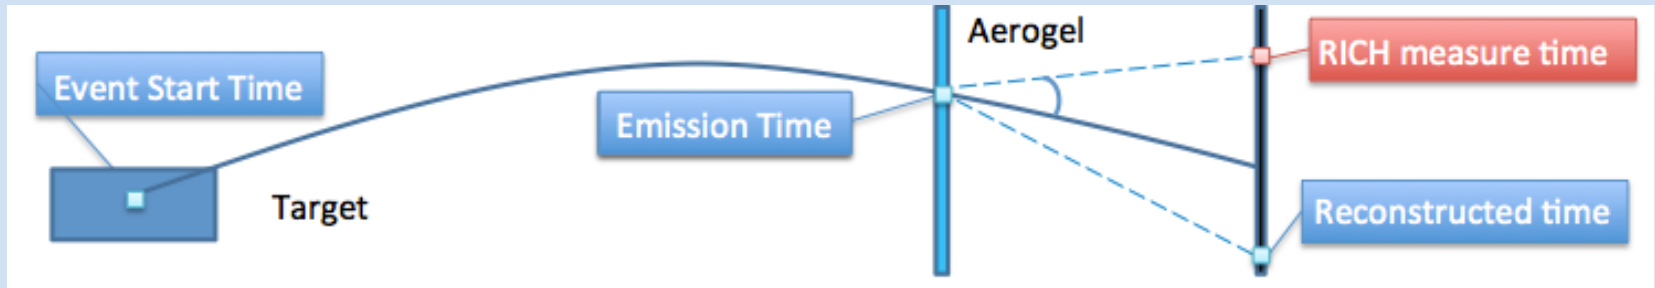 Aerogel
RICH measure time
Event Start Time
Emission Time
Target
Reconstructed time